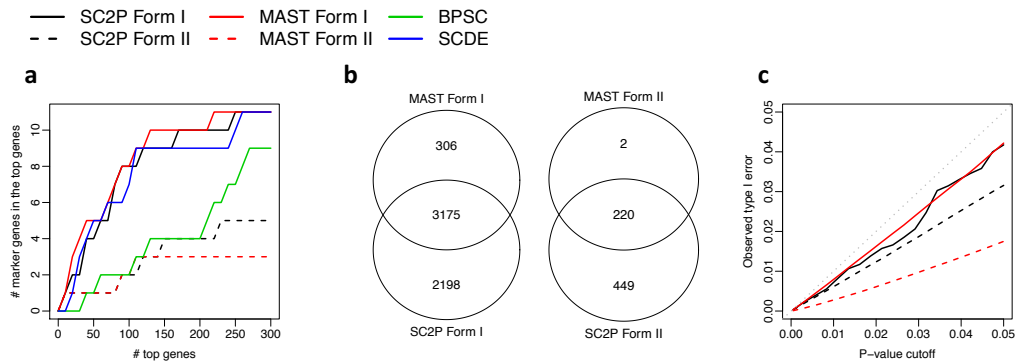 SC2P Form I MAST Form I BPSC
SC2P Form II MAST Form II SCDE
a
# marker genes in the top genes
10
8
6
4
2
0
0 50 100 150 200 250 300
# top genes
b
MAST Form I MAST Form II
306 2
3175 220
2198 449
SC2P Form I SC2P Form II
c
Observed type I error
0.05
0.04
0.03
0.02
0.01
0.00
0.00 0.01 0.02 0.03 0.04 0.05
P−value cutoff